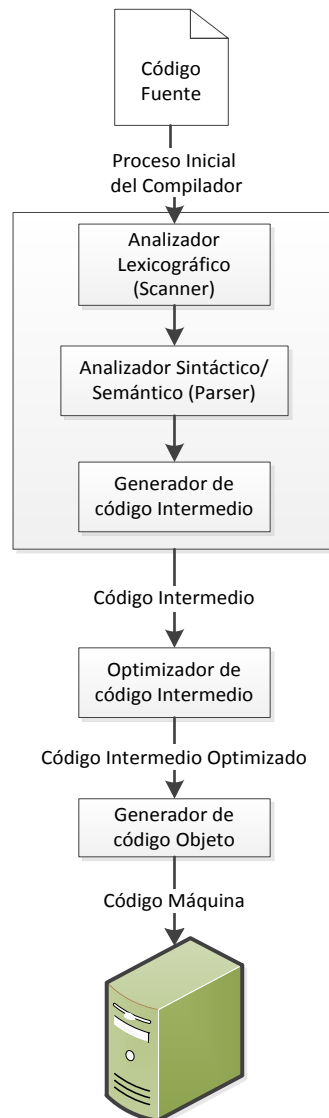 Código
Fuente
Proceso Inicial
del Compilador
Analizador
Lexicográfico
(Scanner)
Analizador Sintáctico/
Semántico (Parser)
Generador de
código Intermedio
Código Intermedio
Optimizador de
código Intermedio
Código Intermedio Optimizado
Generador de
código Objeto
Código Máquina